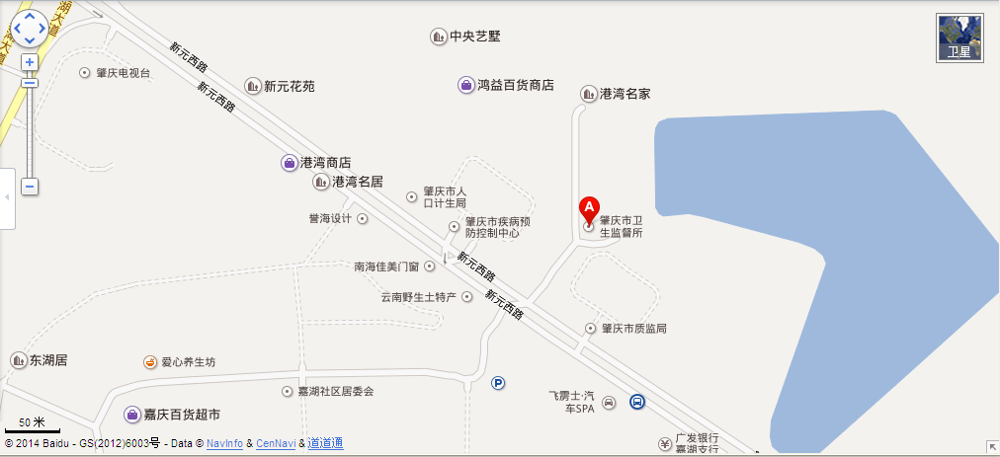 湖大道
湖大道
中央艺墅
卫星
新元西路
肇庆电视台
新元花苑
鸿益百货商店
港湾名家
新元西路
港湾商店
港湾名居
肇庆市人
口计生局
A
誉海设计
肇庆市疾病预
防控制中心
肇庆市卫
生监督所
南海佳美门窗
新元西路
云南野生土特产
新元西路
肇庆市质监局
东湖居
爱心养生坊
P
嘉湖社区居委会
飞雳士·汽
车SPA
嘉庆百货超市
50 米
广发银行
嘉湖支行
© 2014 Baidu - GS(2012)6003号 - Data © NavInfo & CenNavi & 道道通